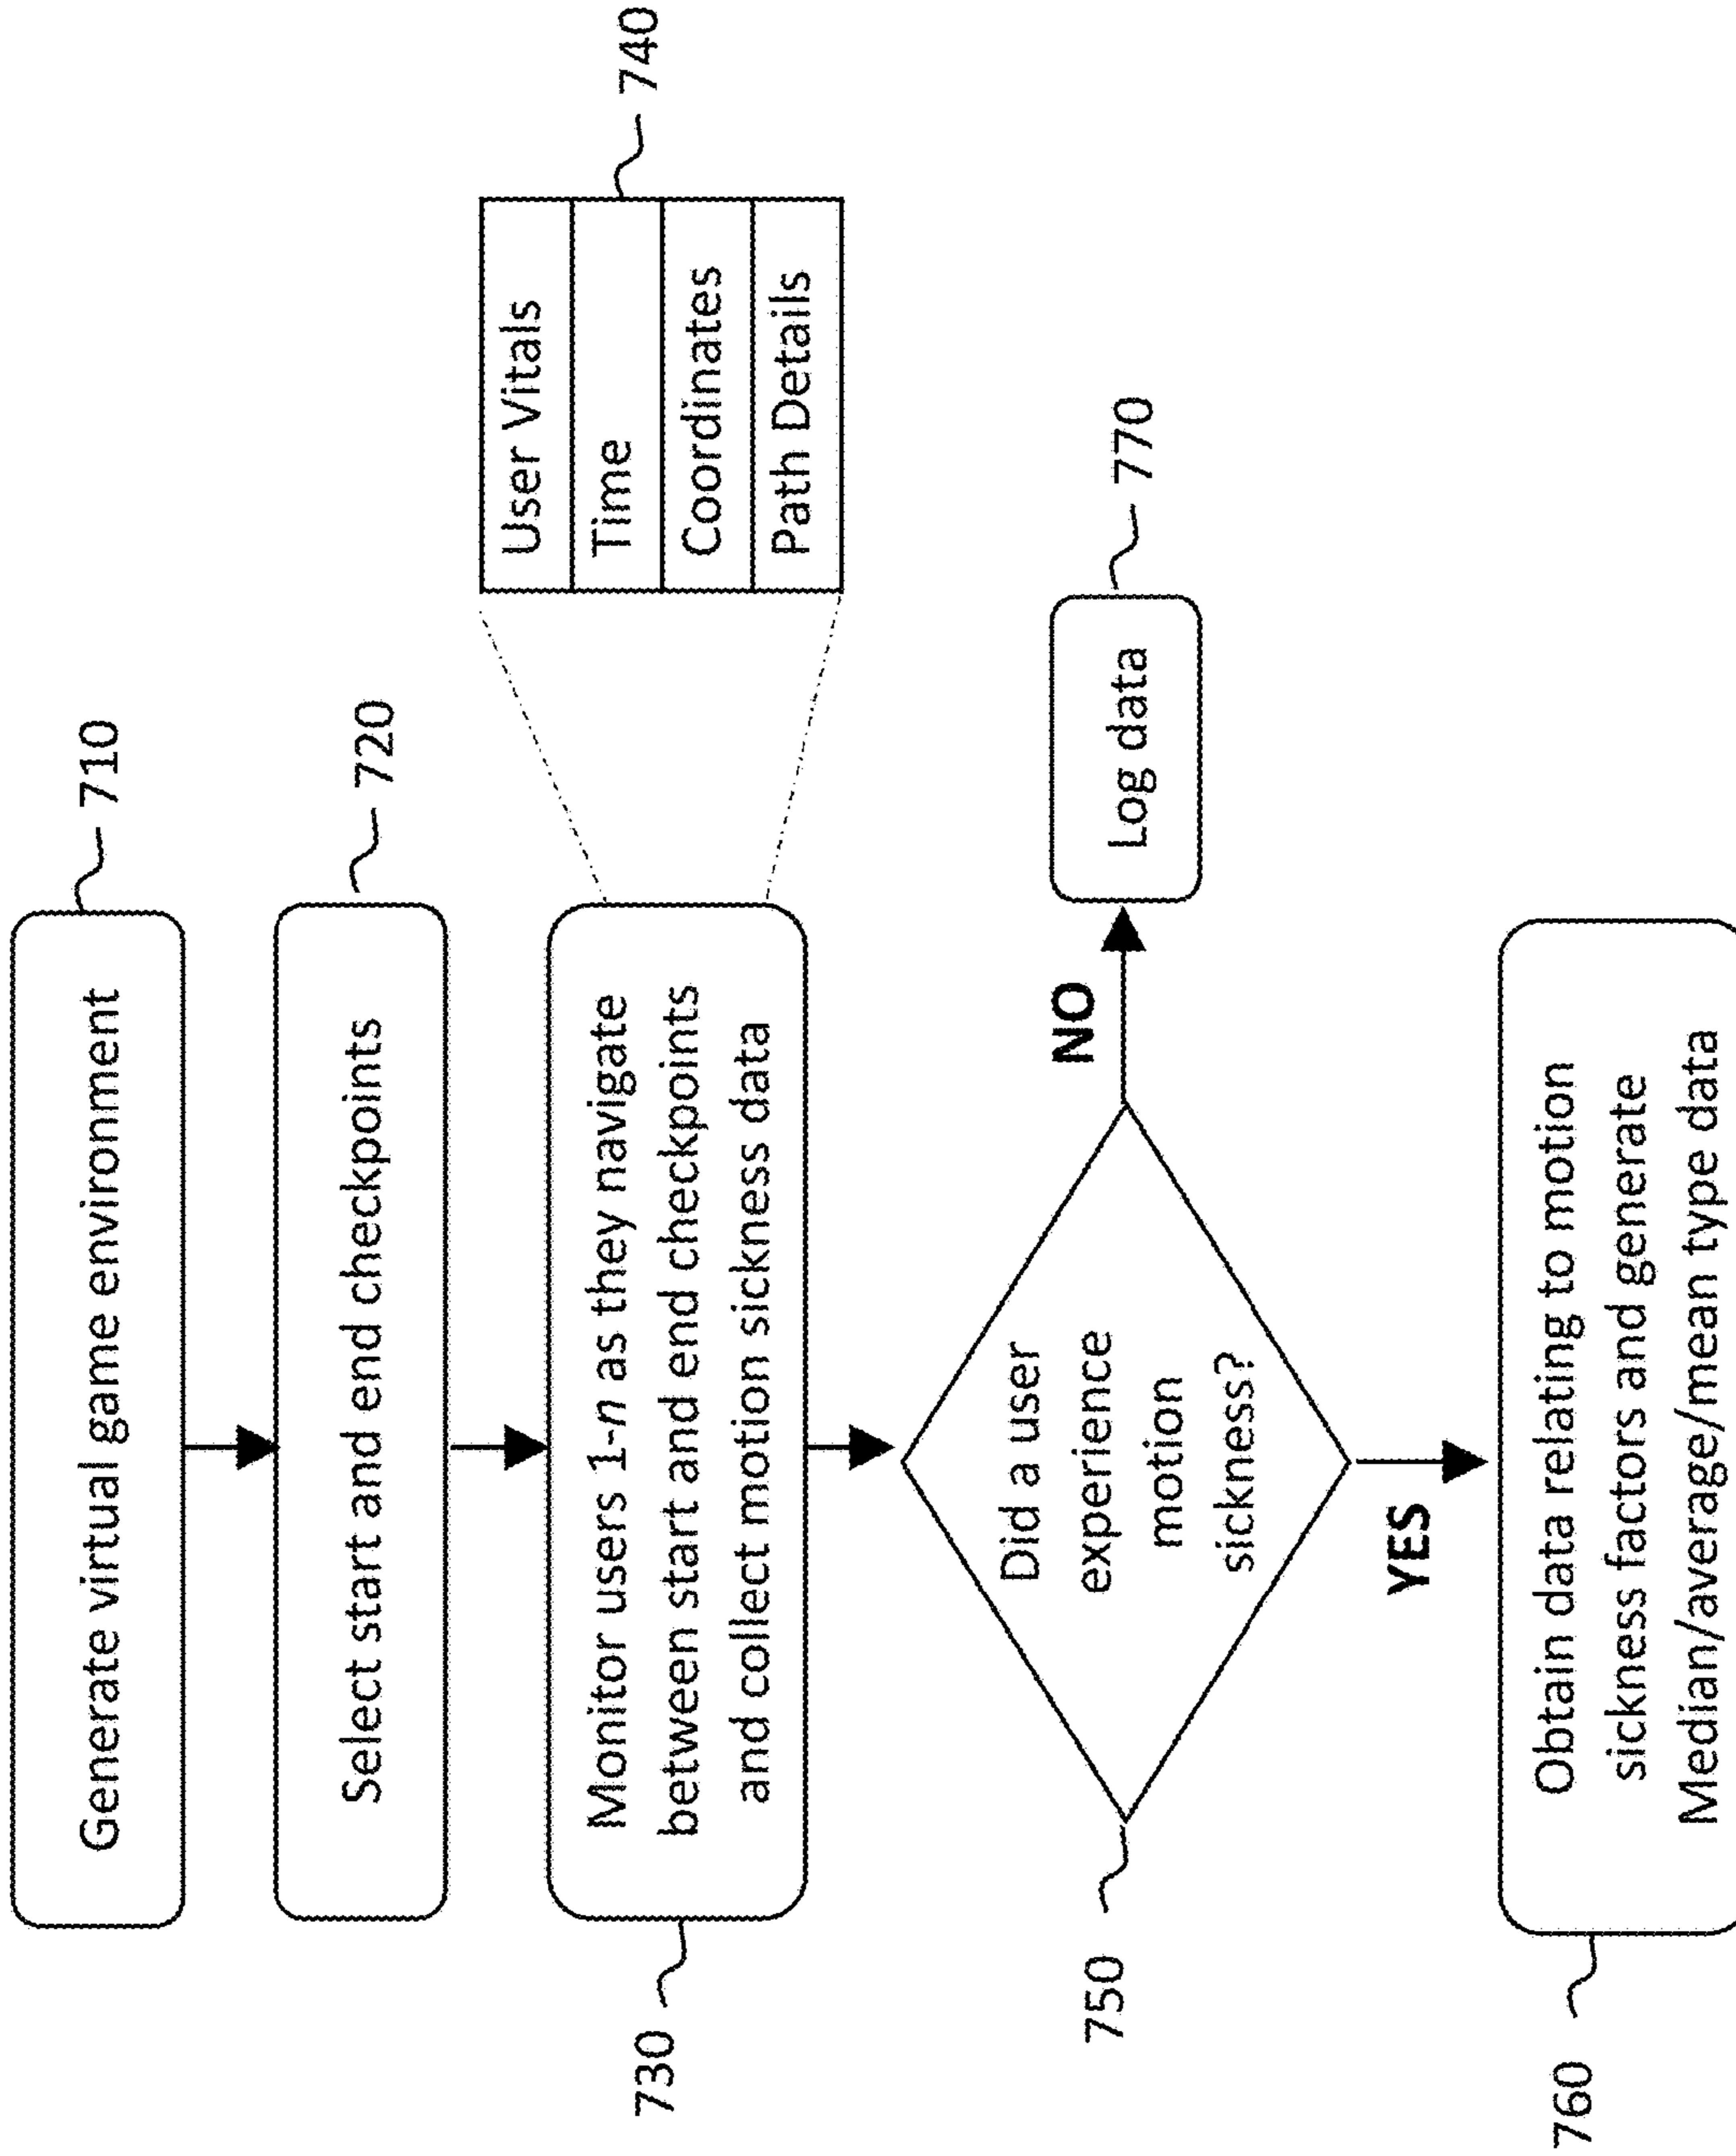 Generate virtual game environment
710
Select start and end checkpoints
720
Monitor users 1-n as they navigate
between start and end checkpoints
and collect motion sickness data
730
User Vitals
Time
Coordinates
Path Details
740
Did a user
experience
motion
sickness?
750
NO
Log data
770
YES
Obtain data relating to motion
sickness factors and generate
Median/average/mean type data
760